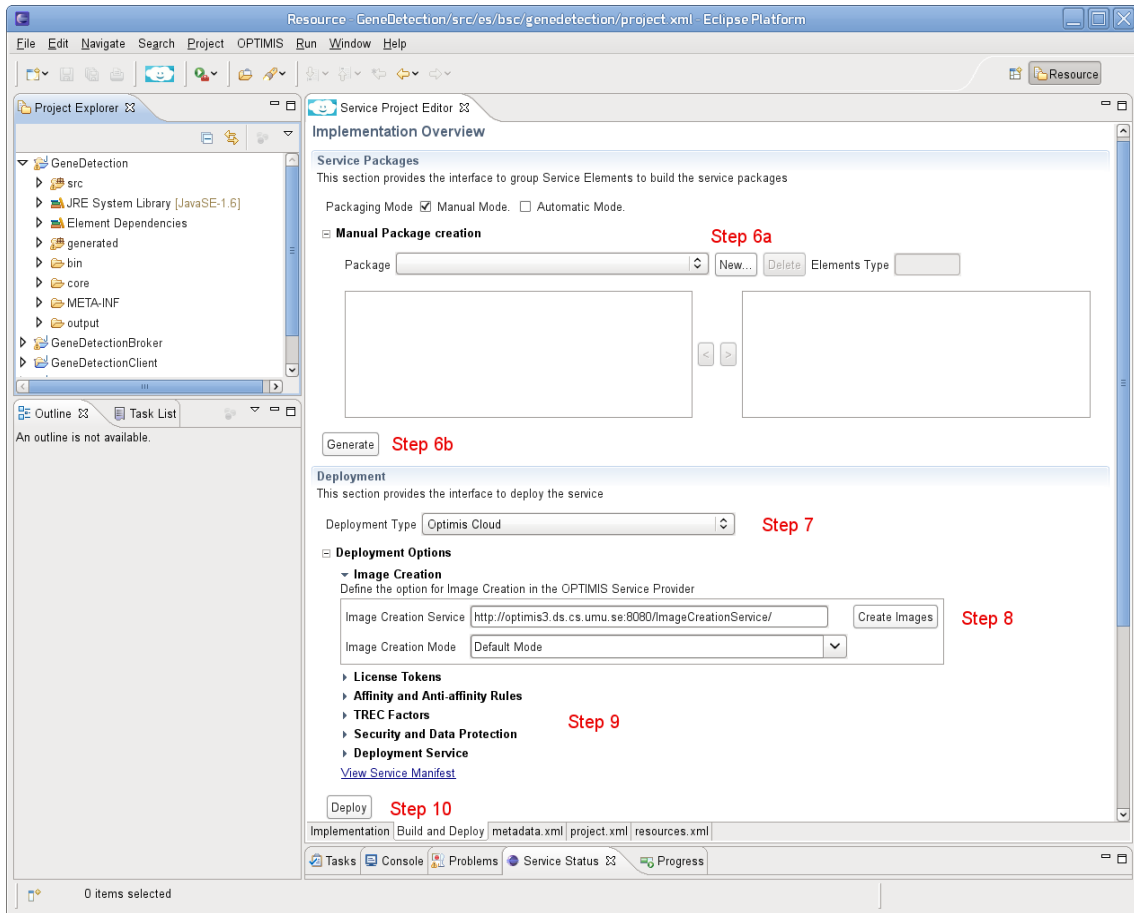 Resource - GeneDetection/src/es/bsc/genedetection/project.xml - Eclipse Platform
File Edit Navigate Search Project OPTIMIS Run Window Help
Resource
Project Explorer
GeneDetection
src
JRE System Library [JavaSE-1.6]
Element Dependencies
generated
bin
core
META-INF
output
GeneDetectionBroker
GeneDetectionClient
Outline Task List
An outline is not available.
Service Project Editor
Implementation Overview
Service Packages
This section provides the interface to group Service Elements to build the service packages
Packaging Mode Manual Mode. Automatic Mode.
Manual Package creation
Step 6a
Package New... Delete Elements Type
< >
Generate Step 6b
Deployment
This section provides the interface to deploy the service
Deployment Type Optimis Cloud Step 7
Deployment Options
Image Creation
Define the option for Image Creation in the OPTIMIS Service Provider
Image Creation Service http://optimis3.ds.cs.umu.se:8080/ImageCreationService/ Create Images Step 8
Image Creation Mode Default Mode
License Tokens
Affinity and Anti-affinity Rules
TREC Factors
Step 9
Security and Data Protection
Deployment Service
View Service Manifest
Deploy Step 10
Implementation Build and Deploy metadata.xml project.xml resources.xml
Tasks Console Problems Service Status Progress
0 items selected